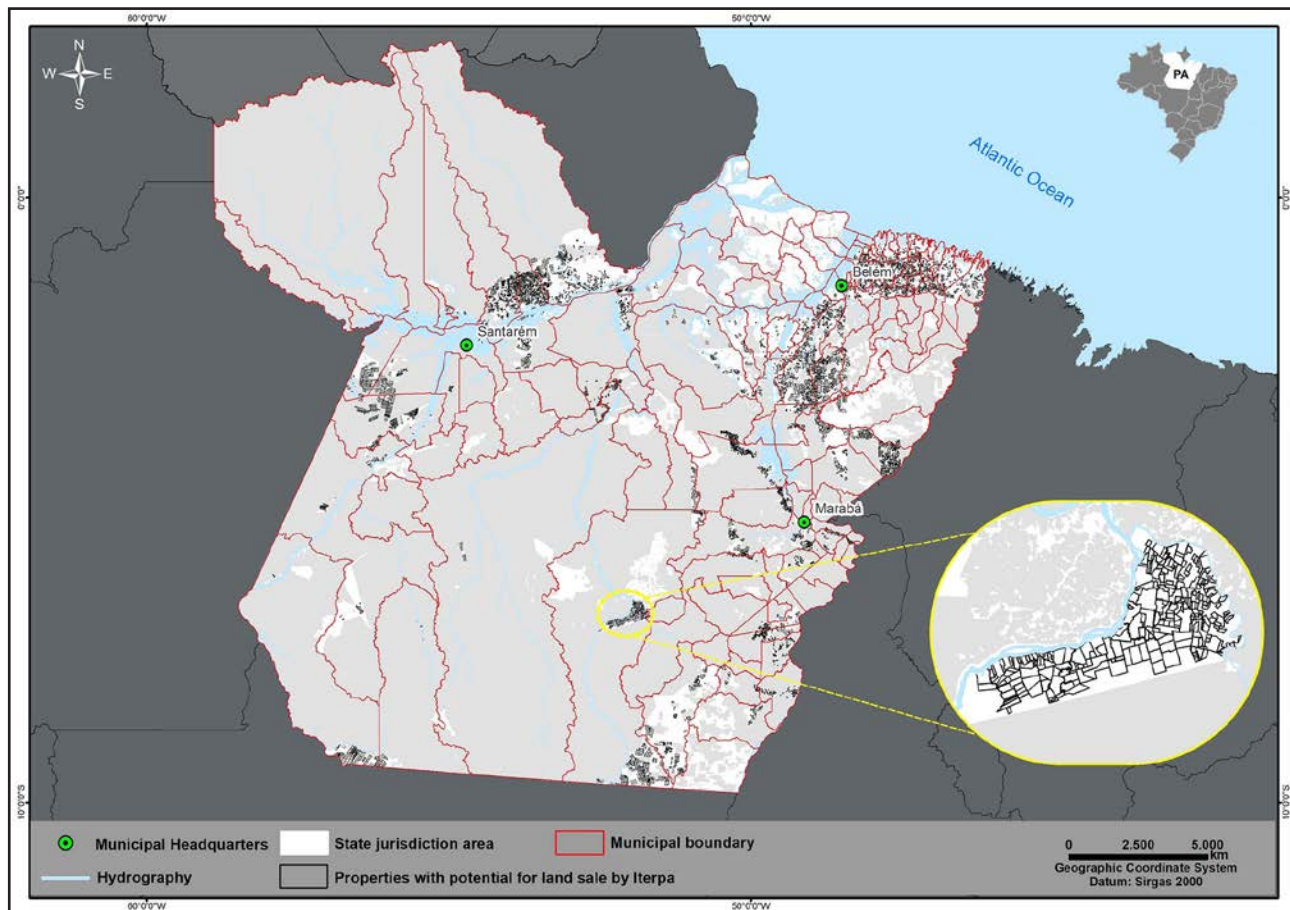 60°0'0"W
50°0'0"W
N
W E
S
PA
Atlantic Ocean
0°0'0"
0°0'0"
Belém
Santarém
Marabá
10°0'0"S
10°0'0"S
Municipal Headquarters
State jurisdiction area
Municipal boundary
Hydrography
Properties with potential for land sale by Iterpa
0 2.500 5.000
km
Geographic Coordinate System
Datum: Sirgas 2000
60°0'0"W
50°0'0"W